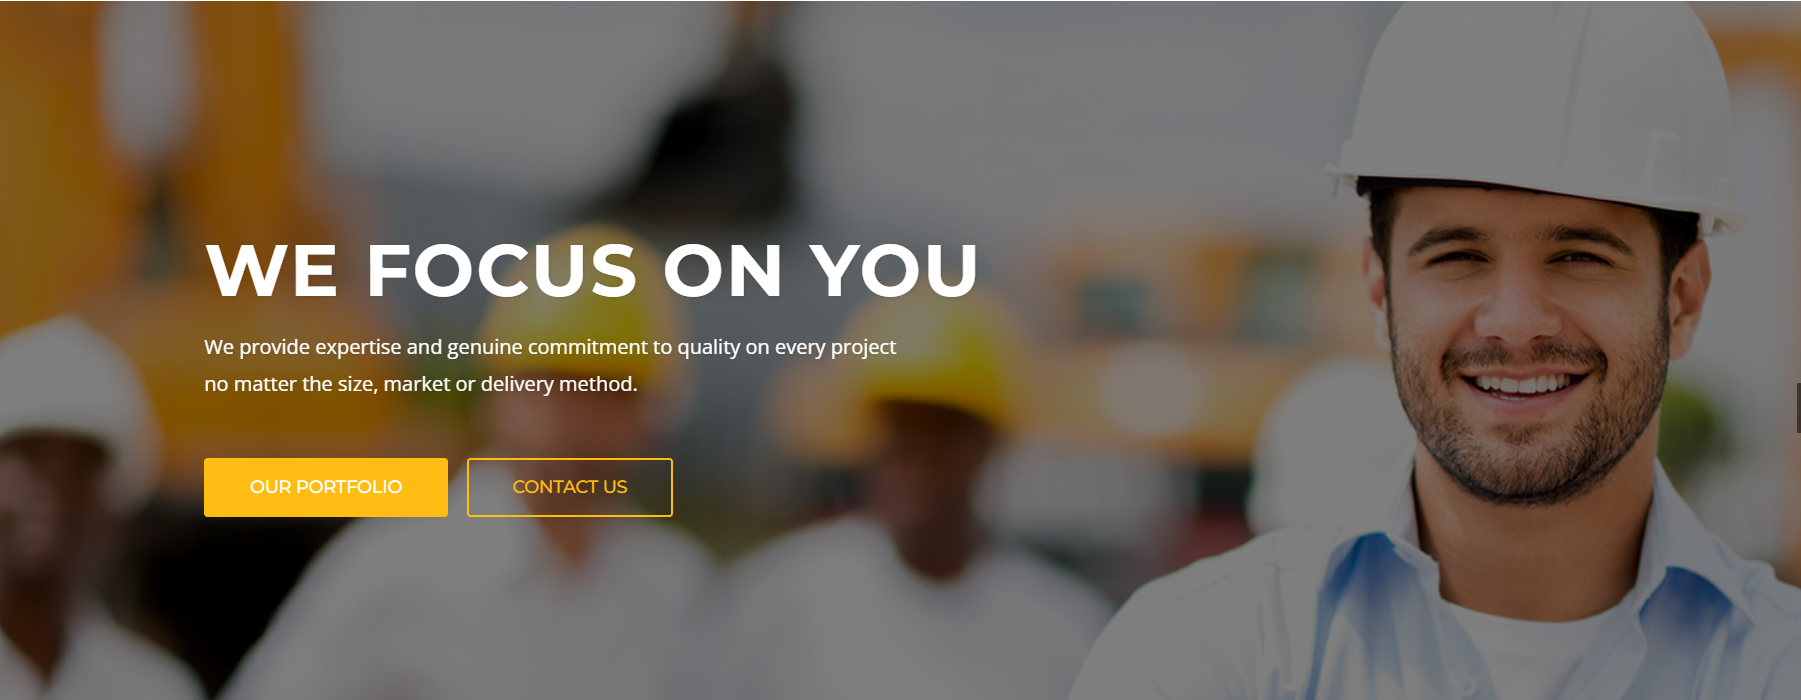 WE FOCUS ON YOU
We provide expertise and genuine commitment to quality on every project
no matter the size, market or delivery method.
OUR PORTFOLIO
CONTACT US